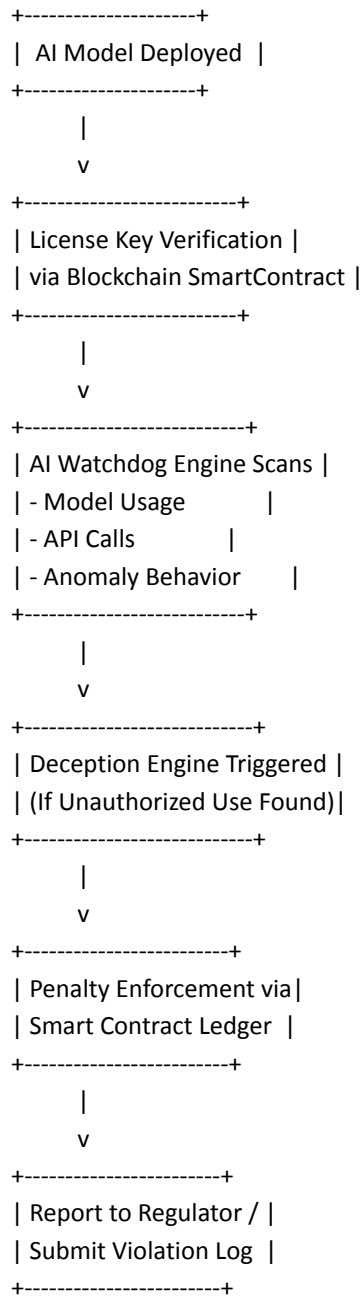 +---------------------+
|  AI Model Deployed  |
+---------------------+
|
v
+--------------------------+
| License Key Verification |
| via Blockchain SmartContract |
+--------------------------+
|
v
+---------------------------+
| AI Watchdog Engine Scans |
| - Model Usage |
| - API Calls |
| - Anomaly Behavior |
+---------------------------+
|
v
+----------------------------+
| Deception Engine Triggered |
| (If Unauthorized Use Found)|
+----------------------------+
|
v
+-------------------------+
| Penalty Enforcement via|
| Smart Contract Ledger |
+-------------------------+
|
v
+------------------------+
| Report to Regulator / |
| Submit Violation Log |
+------------------------+